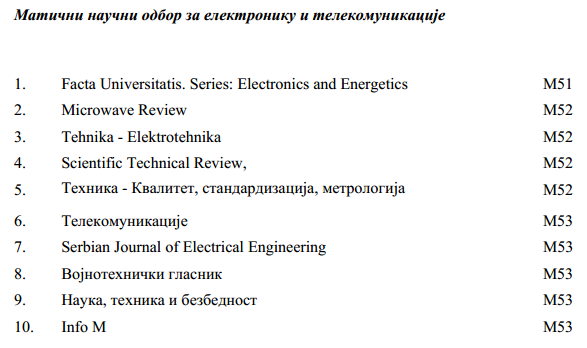 Матични научни одбор за електронику и телекомуникације
1. Facta Universitatis. Series: Electronics and Energetics M51
2. Microwave Review M52
3. Tehnika - Elektrotehnika M52
4. Scientific Technical Review, M52
5. Техника - Квалитет, стандардизација, метрологија M52
6. Телекомуникације M53
7. Serbian Journal of Electrical Engineering M53
8. Војнотехнички гласник M53
9. Наука, техника и безбедност M53
10. Info M M53